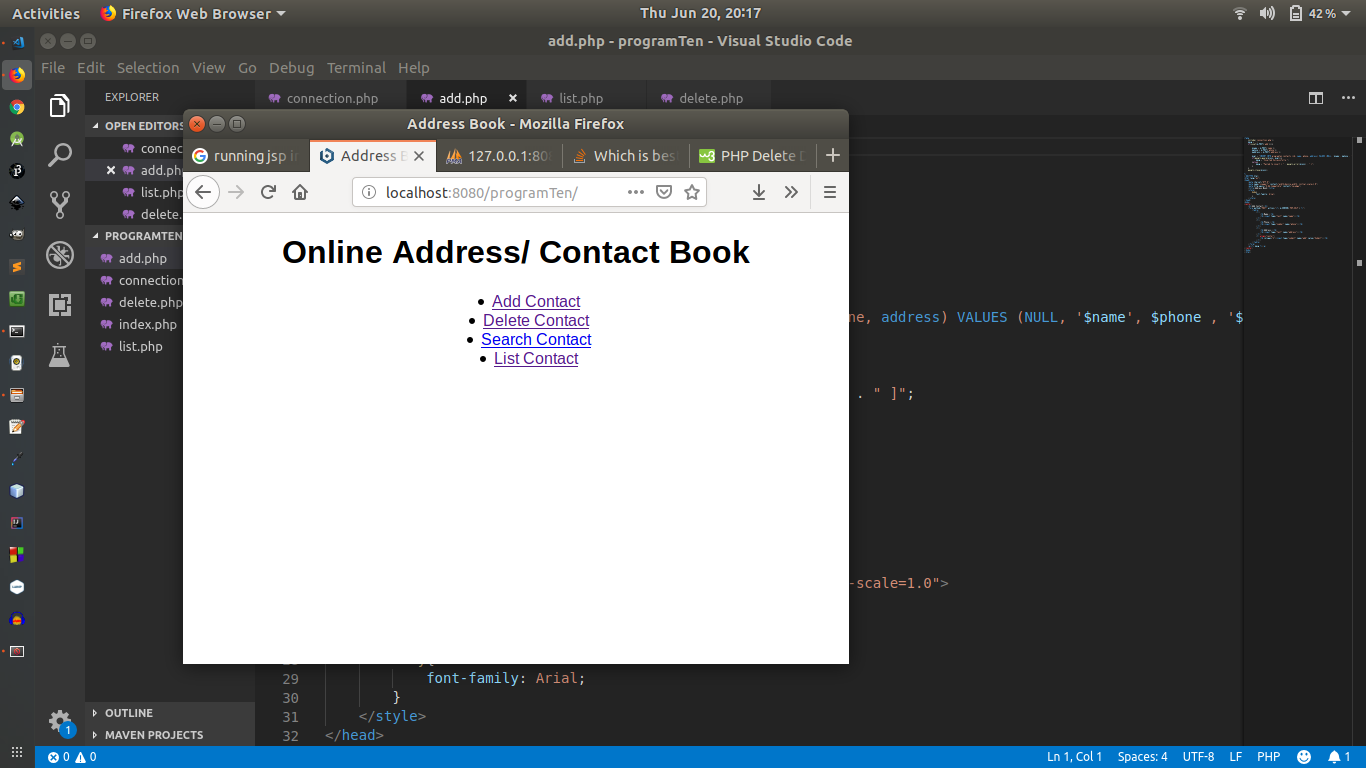 Activities Firefox Web Browser Thu Jun 20, 20:17 42 %
add.php - programTen - Visual Studio Code
File Edit Selection View Go Debug Terminal Help
EXPLORER connection.php add.php list.php delete.php
OPEN EDITORS
connec
add.ph
list.php
delete.
PROGRAMTEN
add.php
connection
delete.php
index.php
list.php
OUTLINE
MAVEN PROJECTS
Address Book - Mozilla Firefox
running jsp i Address B 127.0.0.1:80 Which is bes PHP Delete D
localhost:8080/programTen/
Online Address/ Contact Book
Add Contact
Delete Contact
Search Contact
List Contact
ne, address) VALUES (NULL, '$name', $phone , '$
. " ]";
-scale=1.0">
29 font-family: Arial;
30 }
31 </style>
32 </head>
1
0 0 Ln 1, Col 1 Spaces: 4 UTF-8 LF PHP 1